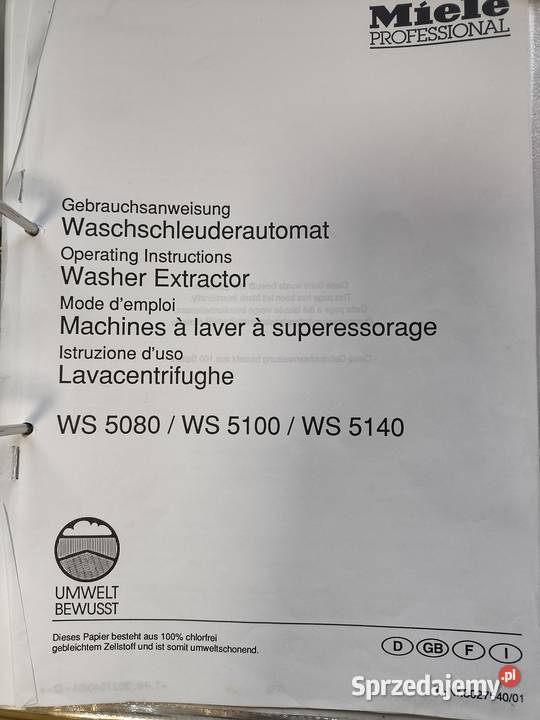 Miele
PROFESSIONAL
Gebrauchsanweisung
Waschschleuderautomat
Operating Instructions
Washer Extractor
Mode d'emploi
Machines à laver à superessorage
Istruzione d'uso
Lavacentrifughe
WS 5080 / WS 5100 / WS 5140
UMWELT
BEWUSST
Dieses Papier besteht aus 100% chlorfrei
gebleichtem Zellstoff und ist somit umweltschonend.
D GB F I
Sprzedajemy.pl